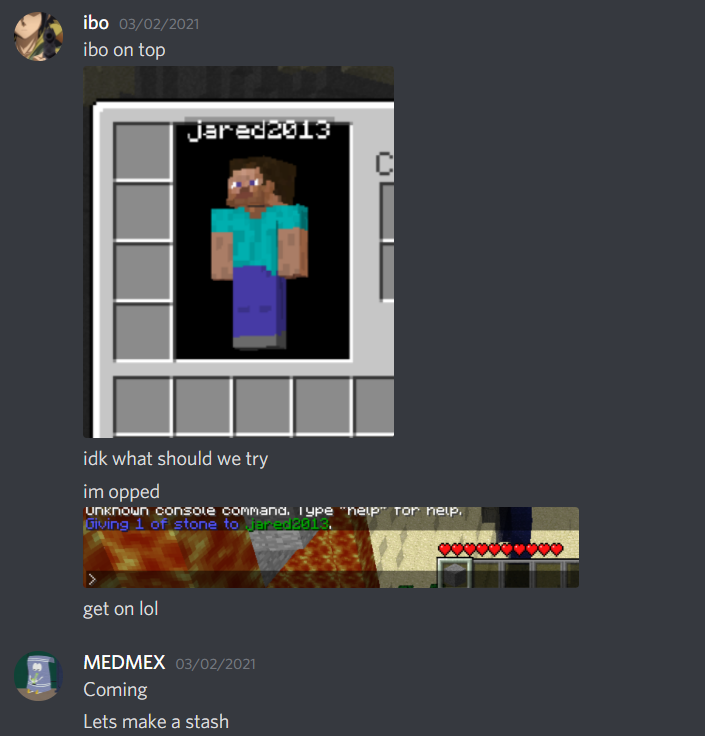 ibo 03/02/2021
ibo on top
jared2013
C
idk what should we try
im opped
Unknown console command. Type "help" for help.
Giving 1 of stone to jared2013.
>
get on lol
MEDMEX 03/02/2021
Coming
Lets make a stash